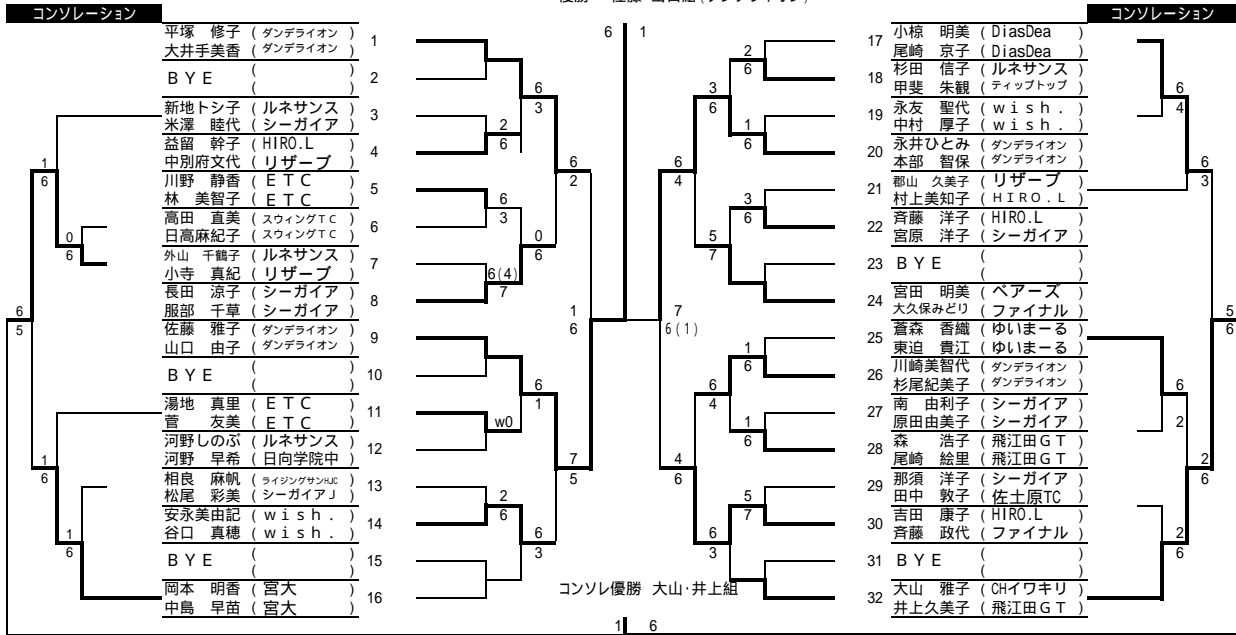 コンソレーション
コンソレーション
6 1
平塚 修子 ( ダンデライオン ) 1
大井手美香 ( ダンデライオン )
BYE ( ) 2
( )
新地トシ子 ( ルネサンス ) 3
米澤 睦代 ( シーガイア )
益留 幹子 ( HIRO.L ) 4
中別府文代 ( リザーブ )
川野 静香 ( ETC ) 5
林 美智子 ( ETC )
高田 直美 ( スウィングTC ) 6
日高麻紀子 ( スウィングTC )
外山 千鶴子 ( ルネサンス ) 7
小寺 真紀 ( リザーブ )
長田 涼子 ( シーガイア ) 8
服部 千草 ( シーガイア )
佐藤 雅子 ( ダンデライオン ) 9
山口 由子 ( ダンデライオン )
BYE ( ) 10
( )
湯地 真里 ( ETC ) 11
菅 友美 ( ETC )
河野しのぶ ( ルネサンス ) 12
河野 早希 ( 日向学院中 )
相良 麻帆 ( ライジングサンHJC ) 13
松尾 彩美 ( シーガイアJ )
安永美由記 ( wish. ) 14
谷口 真穂 ( wish. )
BYE ( ) 15
( )
岡本 明香 ( 宮大 ) 16
中島 早苗 ( 宮大 )
1
6
0
6
6
5
1
6
1
6
6
3
2
6
6
2
6
3
0
6
6(4)
7
1
6
6
1
w0
7
5
2
6
6
3
17 小椋 明美 ( DiasDea )
尾崎 京子 ( DiasDea )
18 杉田 信子 ( ルネサンス )
甲斐 朱観 ( ティップトップ )
19 永友 聖代 ( wish. )
中村 厚子 ( wish. )
20 永井ひとみ ( ダンデライオン )
本部 智保 ( ダンデライオン )
21 郡山 久美子 ( リザーブ )
村上美知子 ( HIRO.L )
22 斉藤 洋子 ( HIRO.L )
宮原 洋子 ( シーガイア )
23 BYE ( )
( )
24 宮田 明美 ( ベアーズ )
大久保みどり ( ファイナル )
25 蒼森 香織 ( ゆいまーる )
東迫 貴江 ( ゆいまーる )
26 川崎美智代 ( ダンデライオン )
杉尾紀美子 ( ダンデライオン )
27 南 由利子 ( シーガイア )
原田由美子 ( シーガイア )
28 森 浩子 ( 飛江田GT )
尾崎 絵里 ( 飛江田GT )
29 那須 洋子 ( シーガイア )
田中 敦子 ( 佐土原TC )
30 吉田 康子 ( HIRO.L )
斉藤 政代 ( ファイナル )
31 BYE ( )
( )
32 大山 雅子 ( CHイワキリ )
井上久美子 ( 飛江田GT )
2
6
3
6
1
6
6
4
3
6
5
7
7
6(1)
1
6
6
4
1
6
4
6
5
7
6
3
6
4
6
3
5
6
6
2
2
6
2
6
コンソレ優勝 大山・井上組
1 6